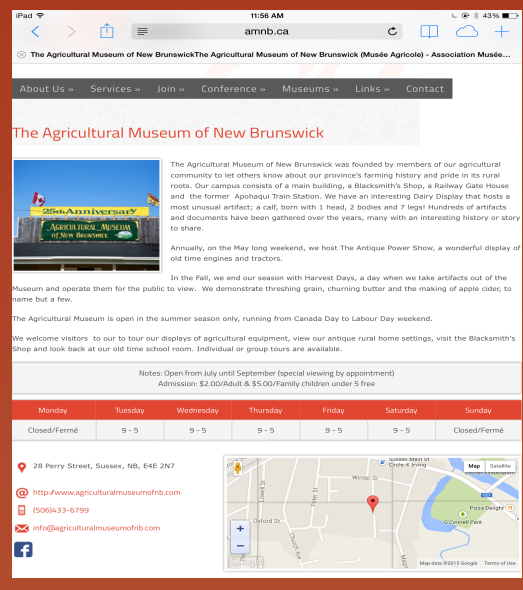 iPad
11:56 AM
43%
amnb.ca
The Agricultural Museum of New BrunswickThe Agricultural Museum of New Brunswick (Musée Agricole) - Association Musée...
About Us » Services » Join » Conference » Museums » Links » Contact
The Agricultural Museum of New Brunswick
25th Anniversary
AGRICULTURAL MUSEUM
OF NEW BRUNSWICK
The Agricultural Museum of New Brunswick was founded by members of our agricultural
community to let others know about our province's farming history and pride in its rural
roots. Our campus consists of a main building, a Blacksmith's Shop, a Railway Gate House
and the former Apohaqui Train Station. We have an interesting Dairy Display that hosts a
most unusual artifact; a calf, born with 1 head, 2 bodies and 7 legs! Hundreds of artifacts
and documents have been gathered over the years, many with an interesting history or story
to share.
Annually, on the May long weekend, we host The Antique Power Show, a wonderful display of
old time engines and tractors.
In the Fall, we end our season with Harvest Days, a day when we take artifacts out of the
Museum and operate them for the public to view. We demonstrate threshing grain, churning butter and the making of apple cider, to
name but a few.
The Agricultural Museum is open in the summer season only, running from Canada Day to Labour Day weekend.
We welcome visitors to our to tour our displays of agricultural equipment, view our antique rural home settings, visit the Blacksmith's
Shop and look back at our old time school room. Individual or group tours are available.
Notes: Open from July until September (special viewing by appointment)
Admission: $2.00/Adult & $5.00/Family children under 5 free
Monday Tuesday Wednesday Thursday Friday Saturday Sunday
Closed/Fermé 9 - 5 9 - 5 9 - 5 9 - 5 9 - 5 Closed/Fermé
28 Perry Street, Sussex, NB, E4E 2N7
http://www.agriculturalmuseumofnb.com
(506)433-6799
info@agriculturalmuseumofnb.com
Sussex Main St
Circle-K Irving
Map Satellite
Winter St
Lowell St
Peter St
Oxford St
Church Ave
Pizza Delight
O'Connell Park
Google
Map data ©2015 Google Terms of Use